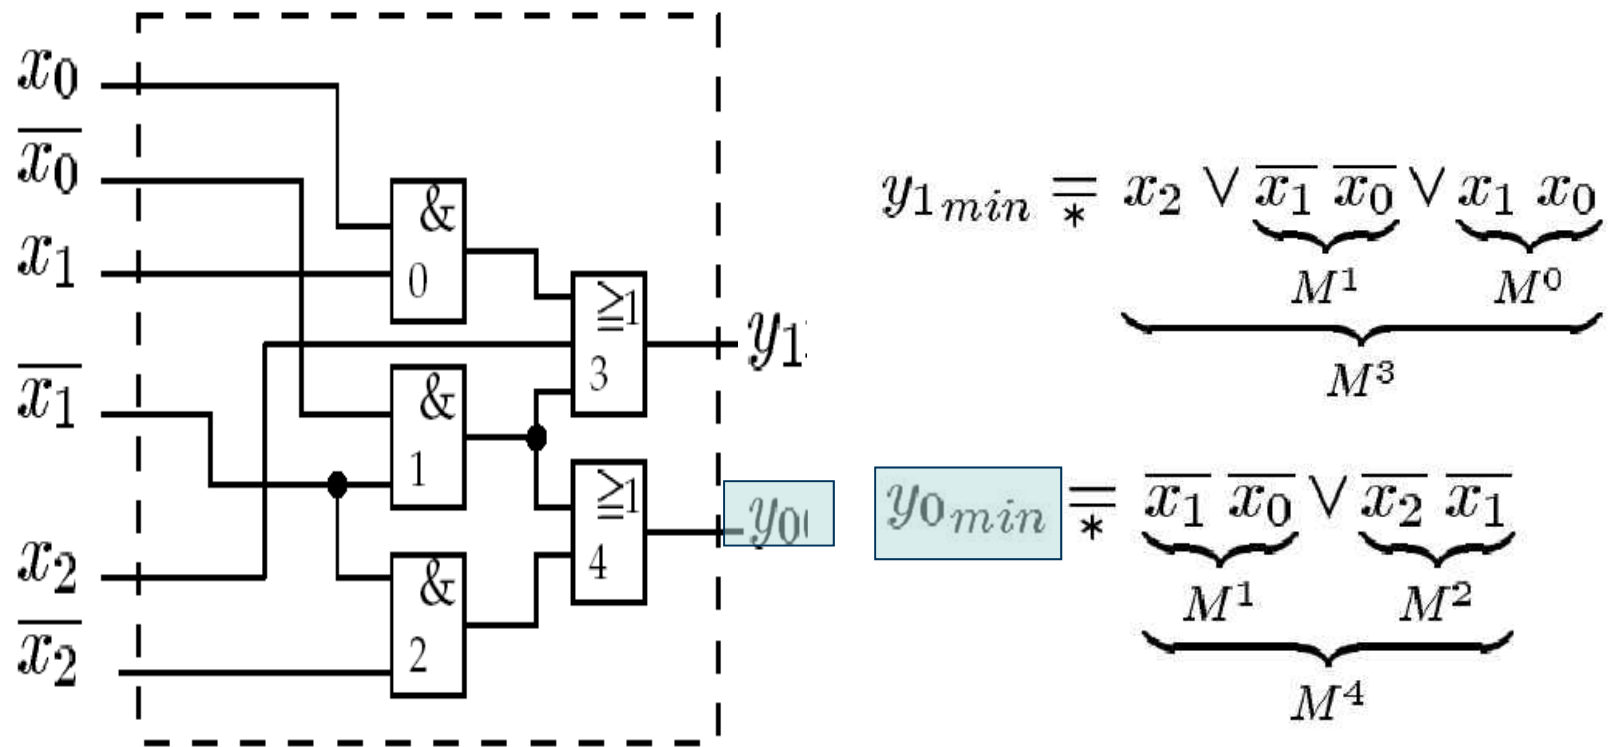 x₀
x̅₀
x₁
x̅₁
x₂
x̅₂
&
0
&
1
&
2
≧1
3
≧1
4
y₁
y₀
y₁ₘᵢₙ =* x₂ ∨ x̅₁ x̅₀ ∨ x₁ x₀
M¹ M⁰
M³
y₀ₘᵢₙ =* x̅₁ x̅₀ ∨ x̅₂ x̅₁
M¹ M²
M⁴